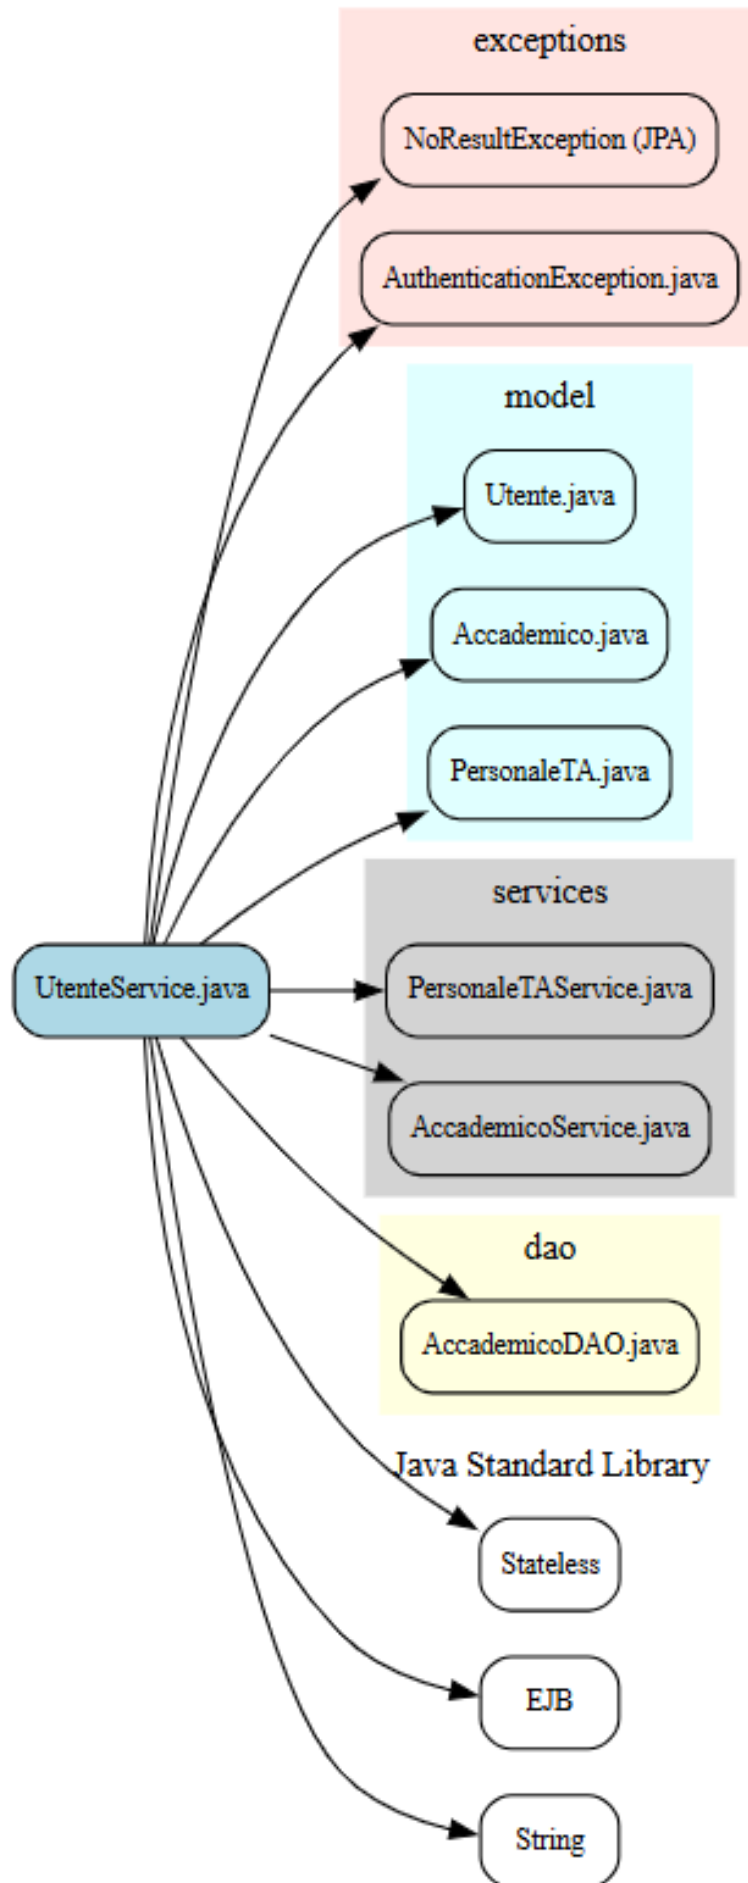 exceptions
NoResultException (JPA)
AuthenticationException.java
model
Utente.java
Accademico.java
PersonaleTA.java
services
UtenteService.java
PersonaleTAService.java
AccademicoService.java
dao
AccademicoDAO.java
Java Standard Library
Stateless
EJB
String